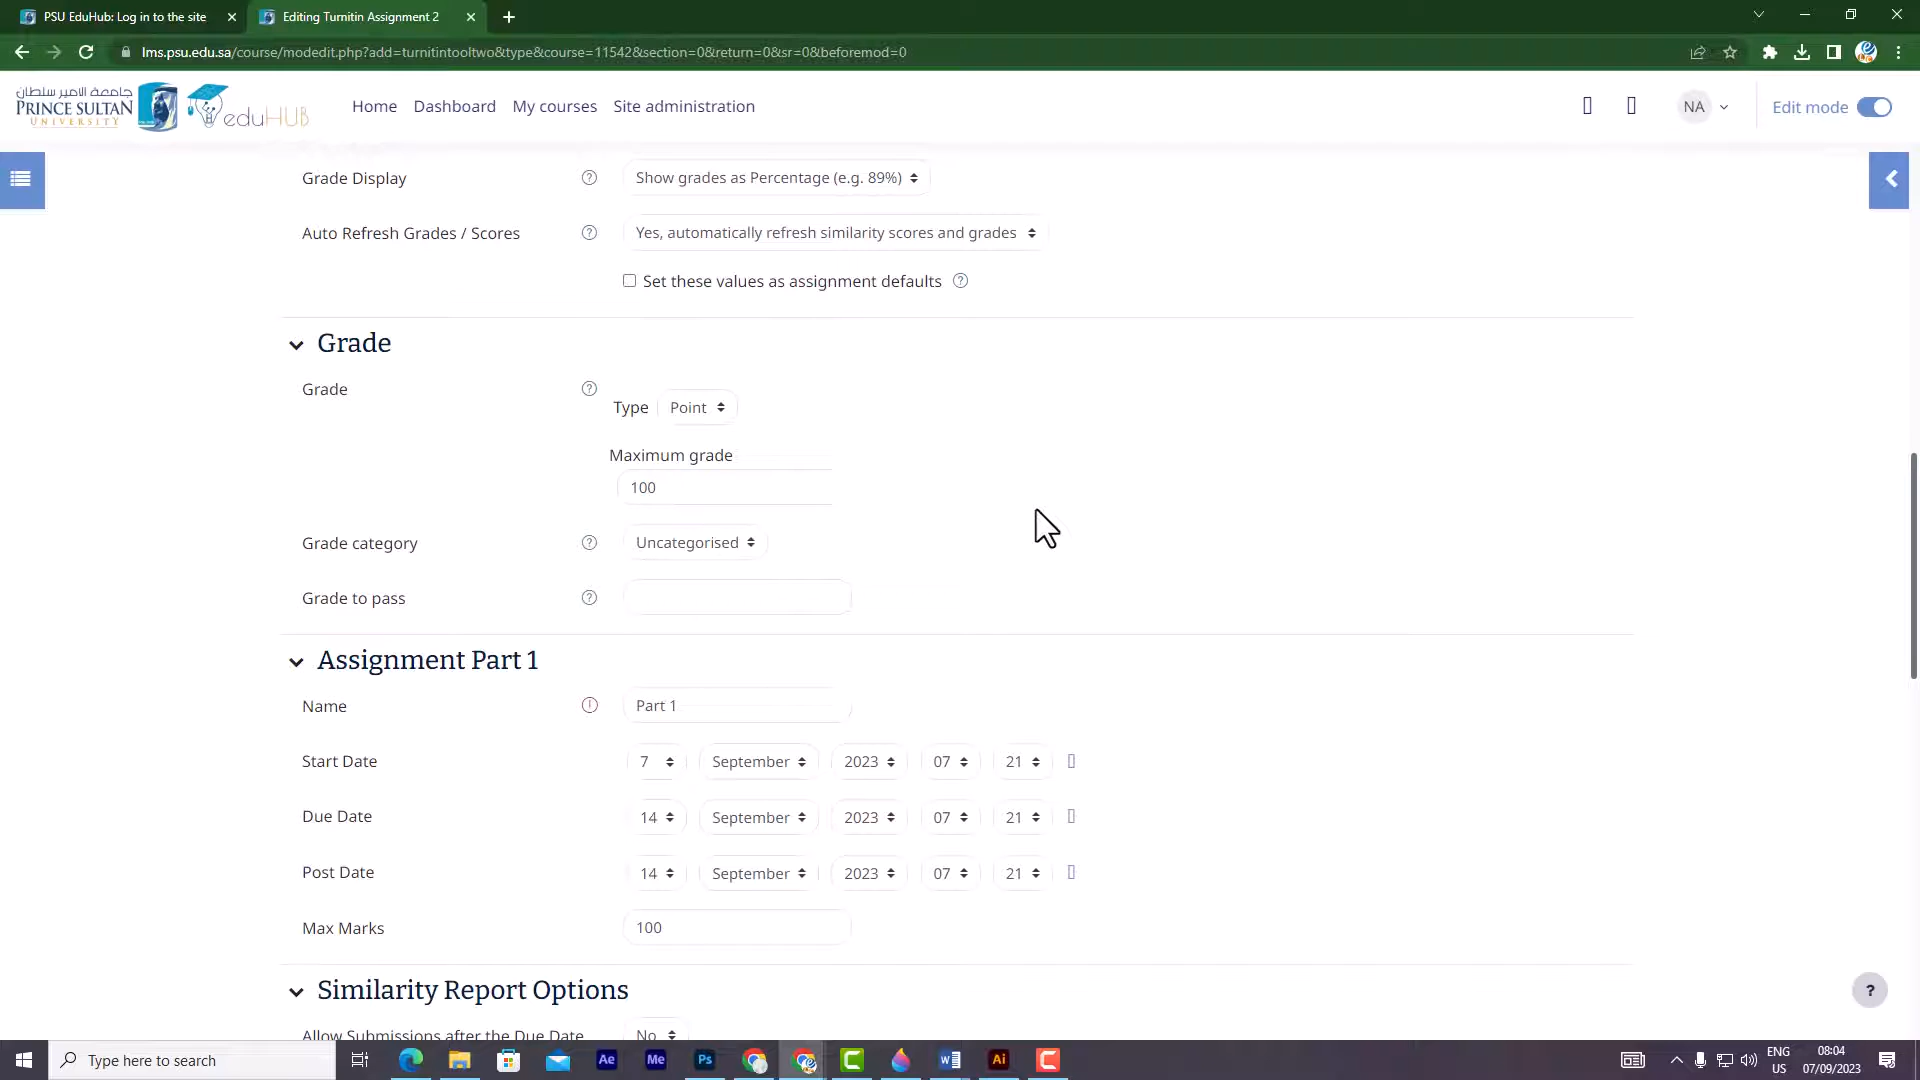 PSU EduHub: Log in to the site
Editing Turnitin Assignment 2
lms.psu.edu.sa/course/modedit.php?add=turnitintooltwo&type&course=11542&section=0&return=0&sr=0&beforemod=0
جامعة الأمير سلطان
PRINCE SULTAN
UNIVERSITY
eduHUB
Home
Dashboard
My courses
Site administration
NA
Edit mode
Grade Display
Show grades as Percentage (e.g. 89%)
Auto Refresh Grades / Scores
Yes, automatically refresh similarity scores and grades
Set these values as assignment defaults
Grade
Grade
Type
Point
Maximum grade
100
Grade category
Uncategorised
Grade to pass
Assignment Part 1
Name
Part 1
Start Date
7 September 2023 07 21
Due Date
14 September 2023 07 21
Post Date
14 September 2023 07 21
Max Marks
100
Similarity Report Options
Allow Submissions after the Due Date
No
?
Type here to search
Ae
Me
Ps
Ai
ENG
US
08:04
07/09/2023